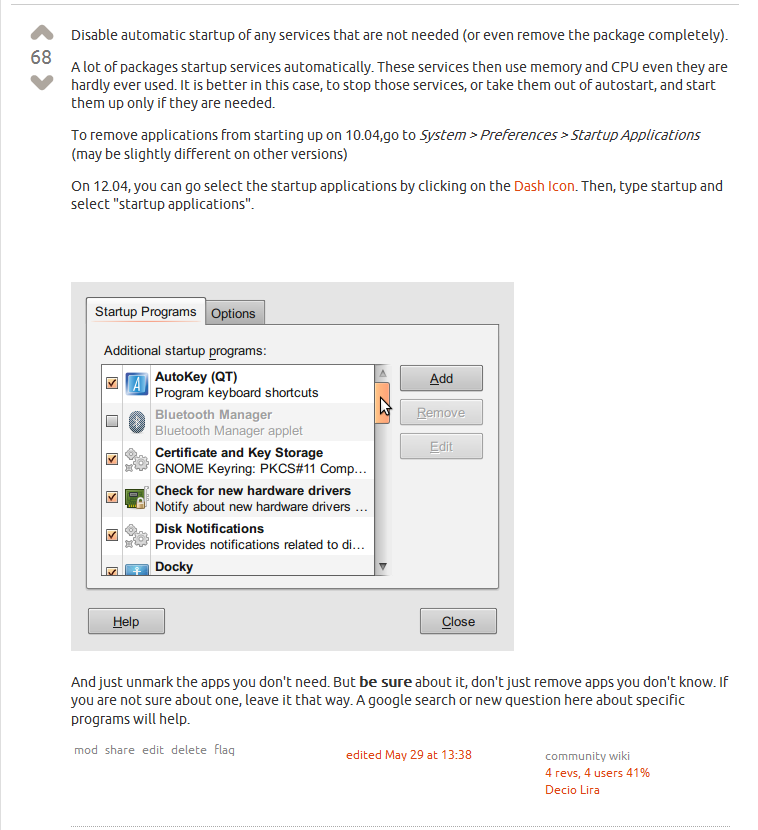 Disable automatic startup of any services that are not needed (or even remove the package completely).
68
A lot of packages startup services automatically. These services then use memory and CPU even they are
hardly ever used. It is better in this case, to stop those services, or take them out of autostart, and start
them up only if they are needed.
To remove applications from starting up on 10.04,go to System > Preferences > Startup Applications
(may be slightly different on other versions)
On 12.04, you can go select the startup applications by clicking on the Dash Icon. Then, type startup and
select "startup applications".
Startup Programs
Options
Additional startup programs:
AutoKey (QT)
Program keyboard shortcuts
Bluetooth Manager
Bluetooth Manager applet
Certificate and Key Storage
GNOME Keyring: PKCS#11 Comp...
Check for new hardware drivers
Notify about new hardware drivers ...
Disk Notifications
Provides notifications related to di...
Docky
Add
Remove
Edit
Help
Close
And just unmark the apps you don't need. But be sure about it, don't just remove apps you don't know. If
you are not sure about one, leave it that way. A google search or new question here about specific
programs will help.
mod share edit delete flag
edited May 29 at 13:38
community wiki
4 revs, 4 users 41%
Decio Lira